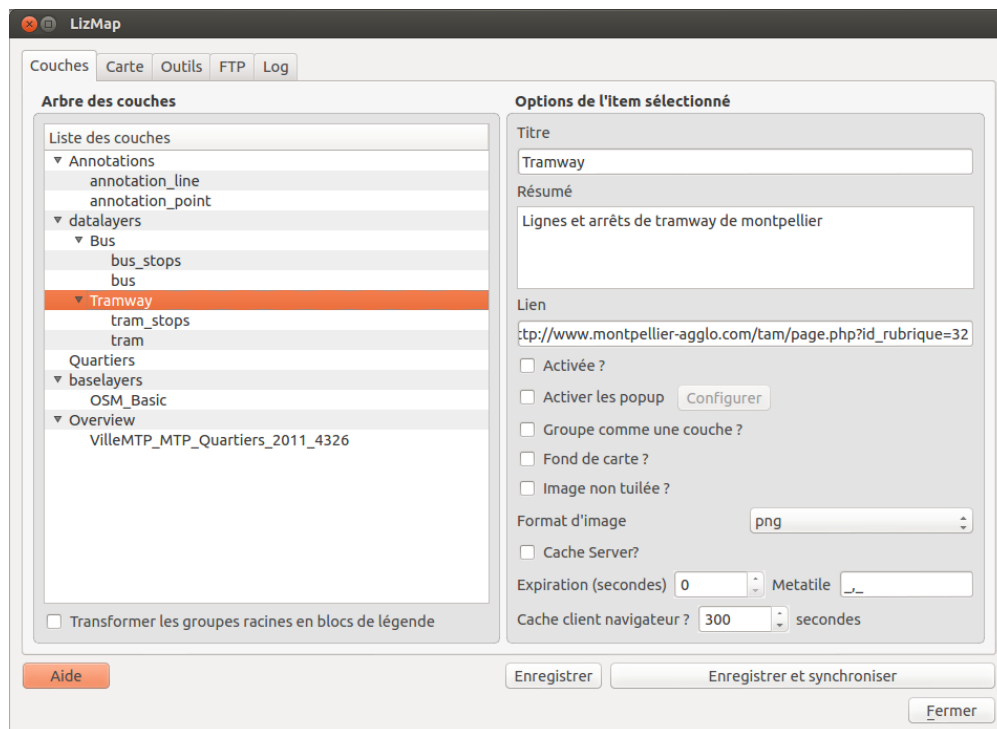 LizMap
Couches Carte Outils FTP Log
Arbre des couches
Liste des couches
Annotations
annotation_line
annotation_point
datalayers
Bus
bus_stops
bus
Tramway
tram_stops
tram
Quartiers
baselayers
OSM_Basic
Overview
VilleMTP_MTP_Quartiers_2011_4326
Transformer les groupes racines en blocs de légende
Options de l'item sélectionné
Titre
Tramway
Résumé
Lignes et arrêts de tramway de montpellier
Lien
ttp://www.montpellier-agglo.com/tam/page.php?id_rubrique=32
Activée ?
Activer les popup Configurer
Groupe comme une couche ?
Fond de carte ?
Image non tuilée ?
Format d'image png
Cache Server?
Expiration (secondes) 0 Metatile _,_
Cache client navigateur ? 300 secondes
Aide Enregistrer Enregistrer et synchroniser
Fermer